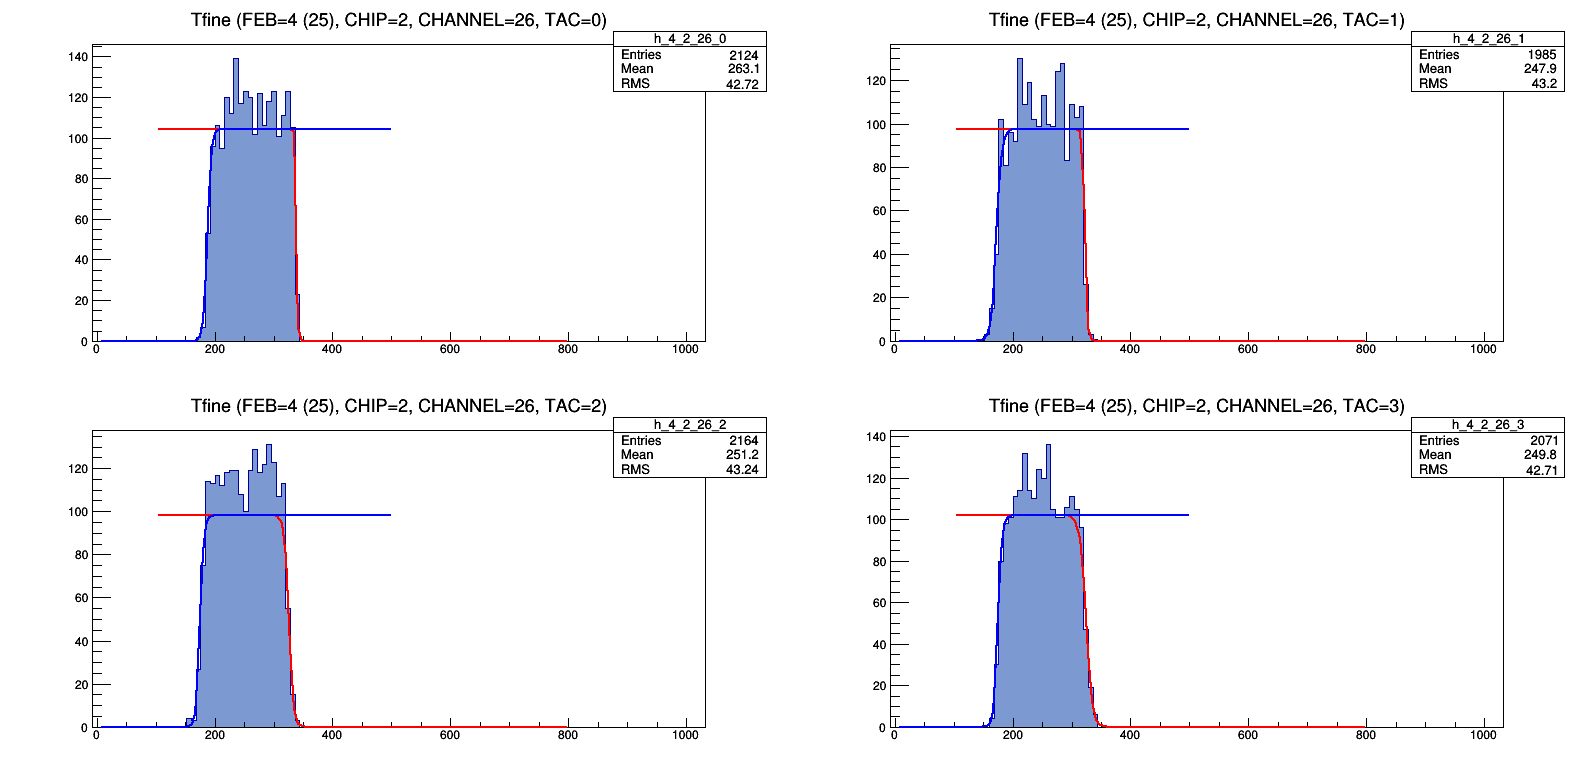 Tfine (FEB=4 (25), CHIP=2, CHANNEL=26, TAC=0)
h_4_2_26_0
Entries 2124
Mean 263.1
RMS 42.72
140
120
100
80
60
40
20
0
0 200 400 600 800 1000
Tfine (FEB=4 (25), CHIP=2, CHANNEL=26, TAC=1)
h_4_2_26_1
Entries 1985
Mean 247.9
RMS 43.2
120
100
80
60
40
20
0
0 200 400 600 800 1000
Tfine (FEB=4 (25), CHIP=2, CHANNEL=26, TAC=2)
h_4_2_26_2
Entries 2164
Mean 251.2
RMS 43.24
120
100
80
60
40
20
0
0 200 400 600 800 1000
Tfine (FEB=4 (25), CHIP=2, CHANNEL=26, TAC=3)
h_4_2_26_3
Entries 2071
Mean 249.8
RMS 42.71
140
120
100
80
60
40
20
0
0 200 400 600 800 1000